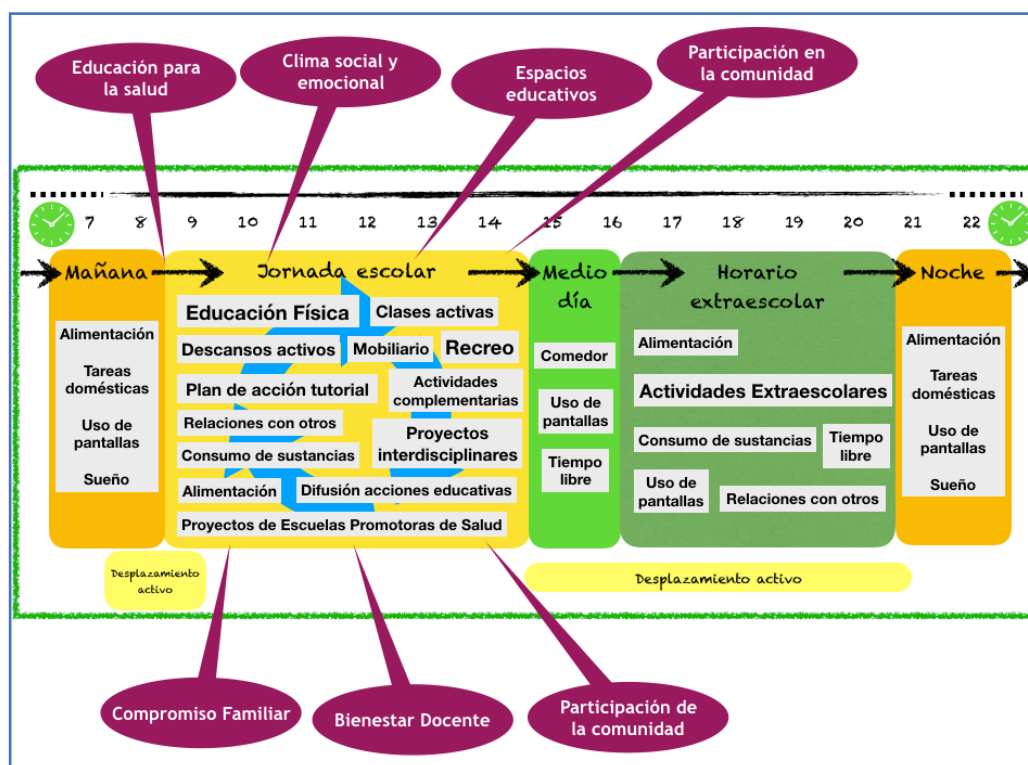 Educación para
la salud
Clima social y
emocional
Espacios
educativos
Participación en
la comunidad
7 8 9 10 11 12 13 14 15 16 17 18 19 20 21 22
Mañana
Alimentación
Tareas
domésticas
Uso de
pantallas
Sueño
Jornada escolar
Educación Física
Clases activas
Descansos activos
Mobiliario
Recreo
Plan de acción tutorial
Actividades
complementarias
Relaciones con otros
Proyectos
interdisciplinares
Consumo de sustancias
Alimentación
Difusión acciones educativas
Proyectos de Escuelas Promotoras de Salud
Medio
día
Comedor
Uso de
pantallas
Tiempo
libre
Horario
extraescolar
Alimentación
Actividades Extraescolares
Consumo de sustancias
Tiempo
libre
Uso de
pantallas
Relaciones con otros
Noche
Alimentación
Tareas
domésticas
Uso de
pantallas
Sueño
Desplazamiento
activo
Desplazamiento activo
Compromiso Familiar
Bienestar Docente
Participación de
la comunidad